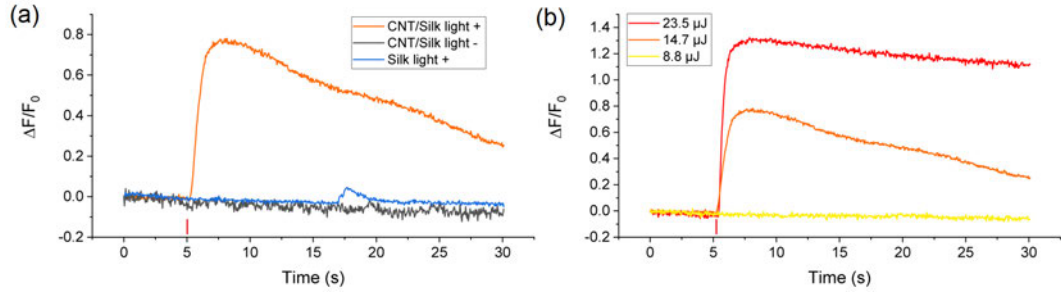 (a)
CNT/Silk light +
CNT/Silk light -
Silk light +
0.8
0.6
0.4
0.2
0.0
-0.2
ΔF/F₀
0 5 10 15 20 25 30
Time (s)
(b)
23.5 μJ
14.7 μJ
8.8 μJ
1.4
1.2
1.0
0.8
0.6
0.4
0.2
0.0
-0.2
ΔF/F₀
0 5 10 15 20 25 30
Time (s)